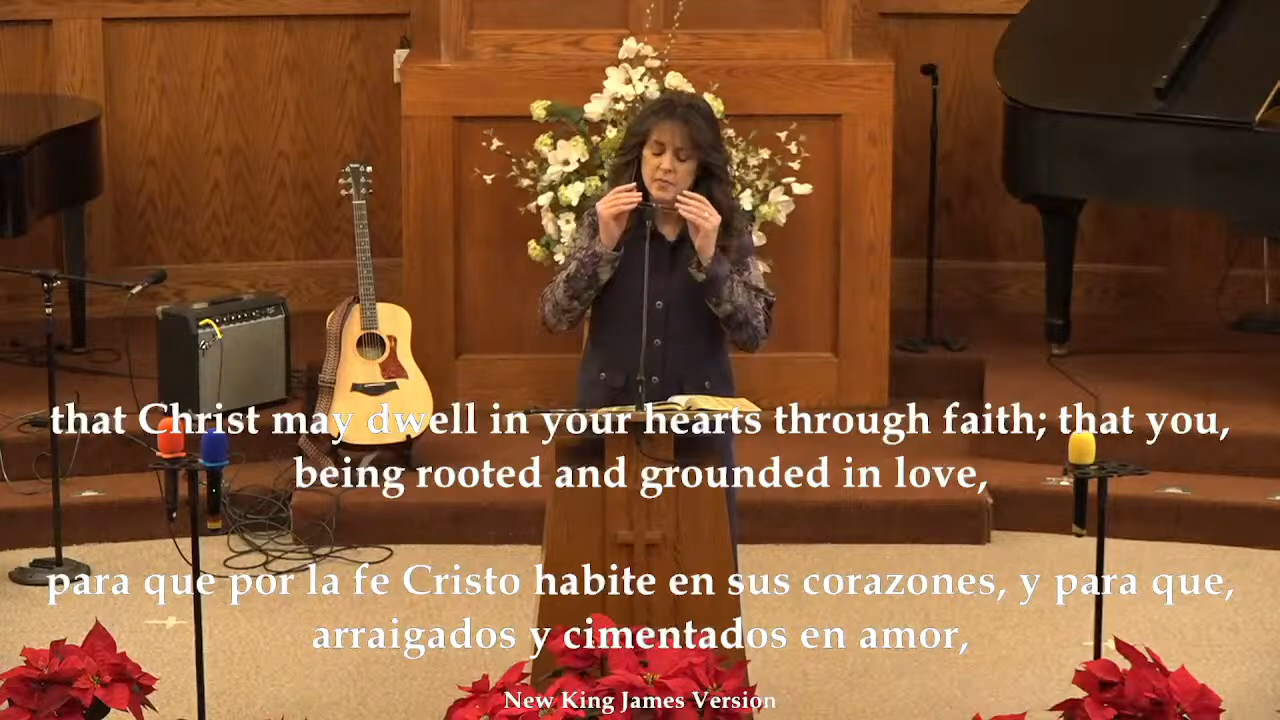 that Christ may dwell in your hearts through faith; that you,
being rooted and grounded in love,
para que por la fe Cristo habite en sus corazones, y para que,
arraigados y cimentados en amor,
New King James Version